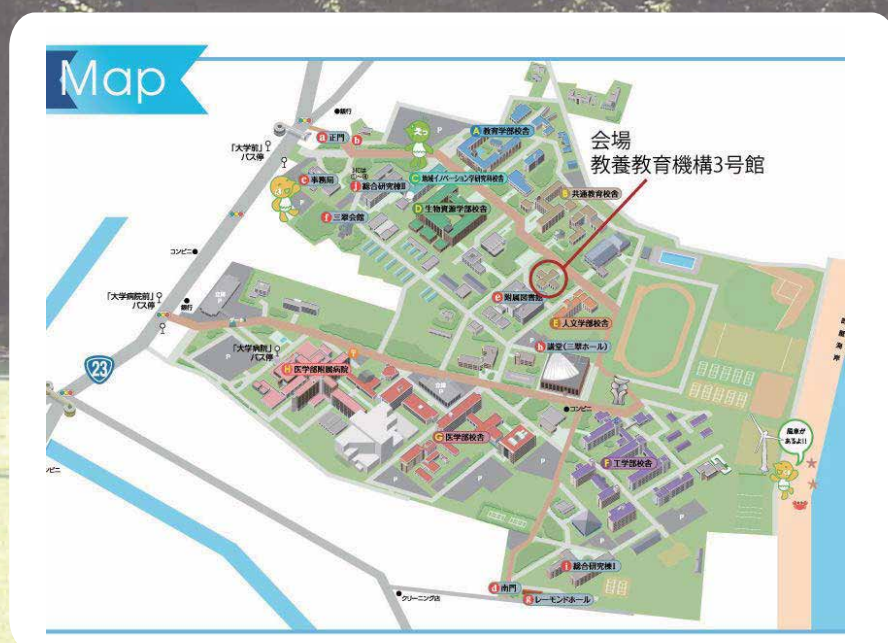 Map
銀行
a 正門
b
「大学前」
バス停
A 教育学部校舎
会場
教養教育機構3号館
c 事務局
j 総合研究棟II
C 地域イノベーション学研究科校舎
B 共通教育校舎
f 三翠会館
D 生物資源学部校舎
コンビニ
「大学病院前」
バス停
銀行
立体
P
e 附属図書館
E 人文学部校舎
h 講堂(三翠ホール)
「大学病院」
バス停
23
H 医学部附属病院
立体
P
コンビニ
G 医学部校舎
F 工学部校舎
風車が
あるよ!!
i 総合研究棟I
d 南門
g レーモンドホール
クリーニング店